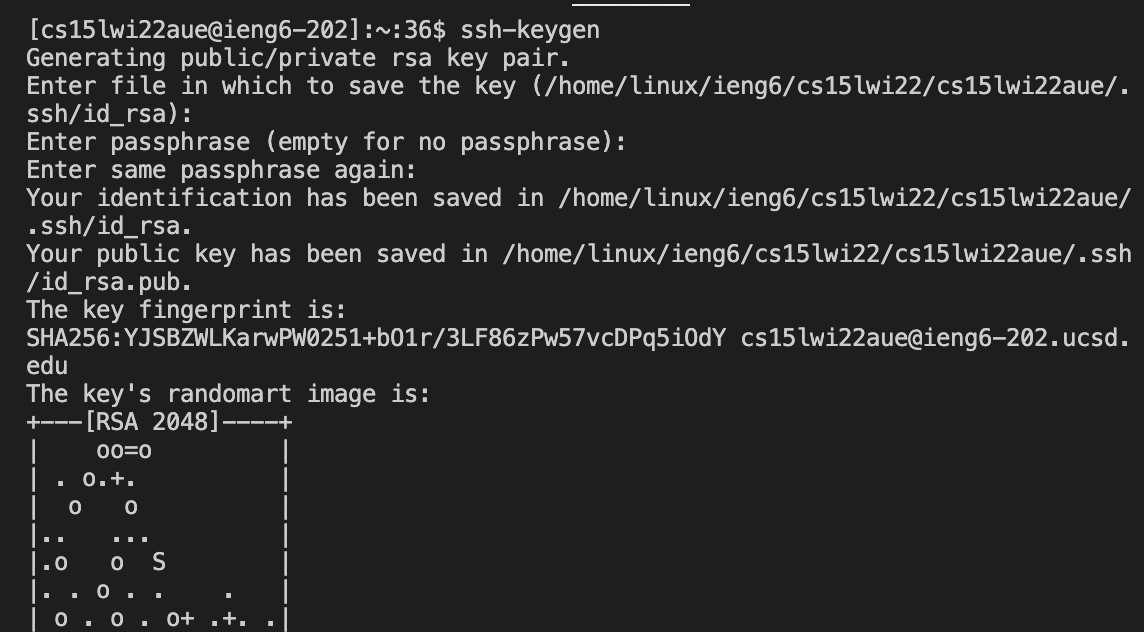 [cs15lwi22aue@ieng6-202]:~:36$ ssh-keygen
Generating public/private rsa key pair.
Enter file in which to save the key (/home/linux/ieng6/cs15lwi22/cs15lwi22aue/.
ssh/id_rsa):
Enter passphrase (empty for no passphrase):
Enter same passphrase again:
Your identification has been saved in /home/linux/ieng6/cs15lwi22/cs15lwi22aue/
.ssh/id_rsa.
Your public key has been saved in /home/linux/ieng6/cs15lwi22/cs15lwi22aue/.ssh
/id_rsa.pub.
The key fingerprint is:
SHA256:YJSBZWLKarwPW0251+bO1r/3LF86zPw57vcDPq5iOdY cs15lwi22aue@ieng6-202.ucsd.
edu
The key's randomart image is:
+---[RSA 2048]----+
|    oo=o         |
| . o.+.          |
|  o   o          |
|..   ...         |
|.o   o  S        |
|. . o . .    .   |
| o . o . o+ .+. .|